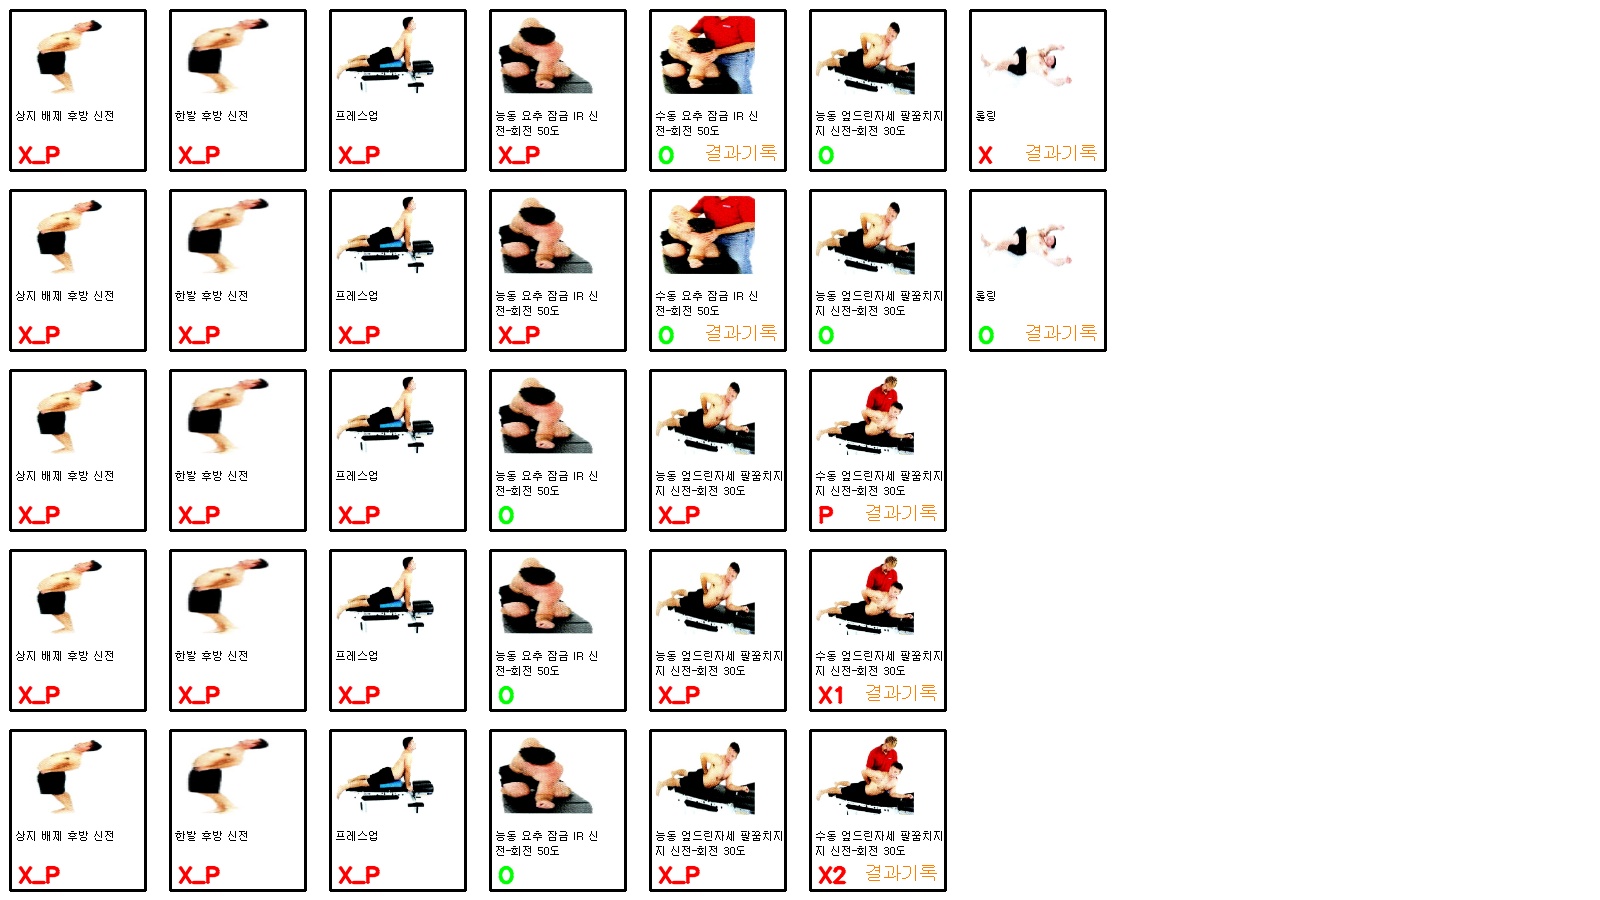 상지 배제 후방 신전
X_P
한발 후방 신전
X_P
프레스업
X_P
능동 요추 잠금 IR 신
전-회전 50도
X_P
수동 요추 잠금 IR 신
전-회전 50도
O 결과기록
능동 엎드린자세 팔꿈치지
지 신전-회전 30도
O
롤링
X 결과기록
상지 배제 후방 신전
X_P
한발 후방 신전
X_P
프레스업
X_P
능동 요추 잠금 IR 신
전-회전 50도
X_P
수동 요추 잠금 IR 신
전-회전 50도
O 결과기록
능동 엎드린자세 팔꿈치지
지 신전-회전 30도
O
롤링
O 결과기록
상지 배제 후방 신전
X_P
한발 후방 신전
X_P
프레스업
X_P
능동 요추 잠금 IR 신
전-회전 50도
O
능동 엎드린자세 팔꿈치지
지 신전-회전 30도
X_P
수동 엎드린자세 팔꿈치지
지 신전-회전 30도
P 결과기록
상지 배제 후방 신전
X_P
한발 후방 신전
X_P
프레스업
X_P
능동 요추 잠금 IR 신
전-회전 50도
O
능동 엎드린자세 팔꿈치지
지 신전-회전 30도
X_P
수동 엎드린자세 팔꿈치지
지 신전-회전 30도
X1 결과기록
상지 배제 후방 신전
X_P
한발 후방 신전
X_P
프레스업
X_P
능동 요추 잠금 IR 신
전-회전 50도
O
능동 엎드린자세 팔꿈치지
지 신전-회전 30도
X_P
수동 엎드린자세 팔꿈치지
지 신전-회전 30도
X2 결과기록